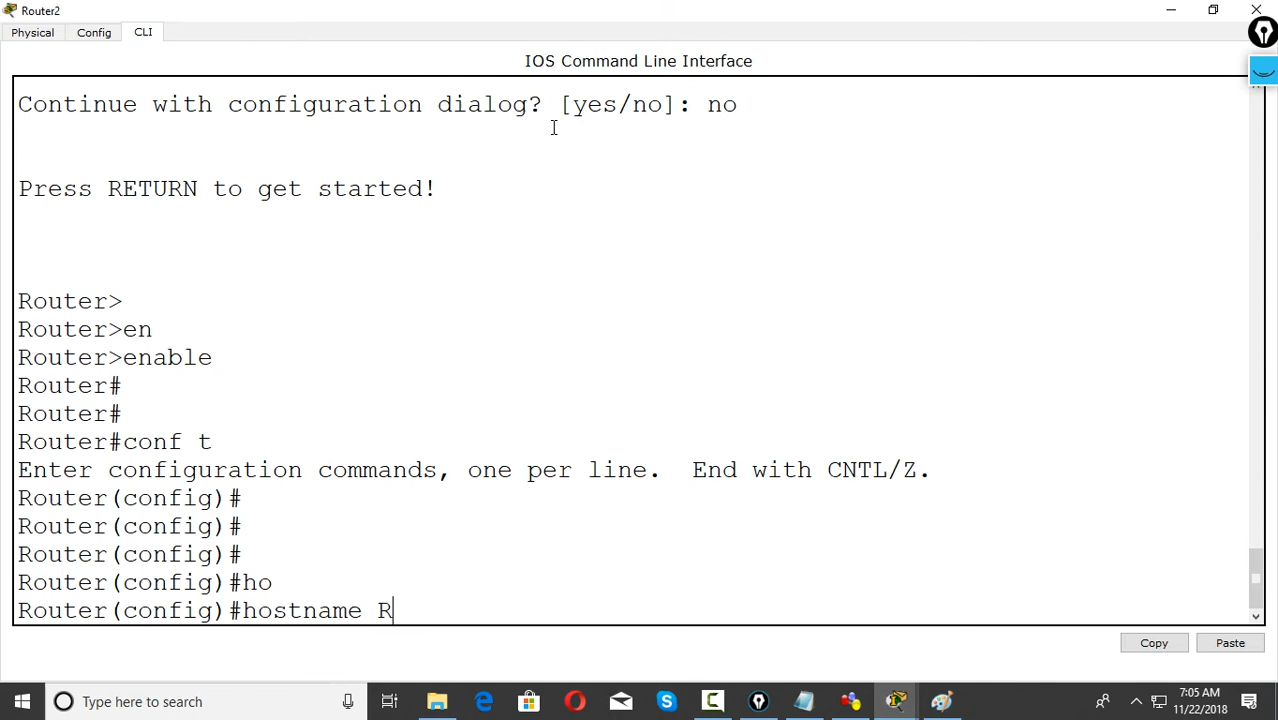 Router2
Physical Config CLI
IOS Command Line Interface
Continue with configuration dialog? [yes/no]: no
Press RETURN to get started!
Router>
Router>en
Router>enable
Router#
Router#
Router#conf t
Enter configuration commands, one per line.  End with CNTL/Z.
Router(config)#
Router(config)#
Router(config)#
Router(config)#ho
Router(config)#hostname R
Copy Paste
Type here to search
7:05 AM
11/22/2018